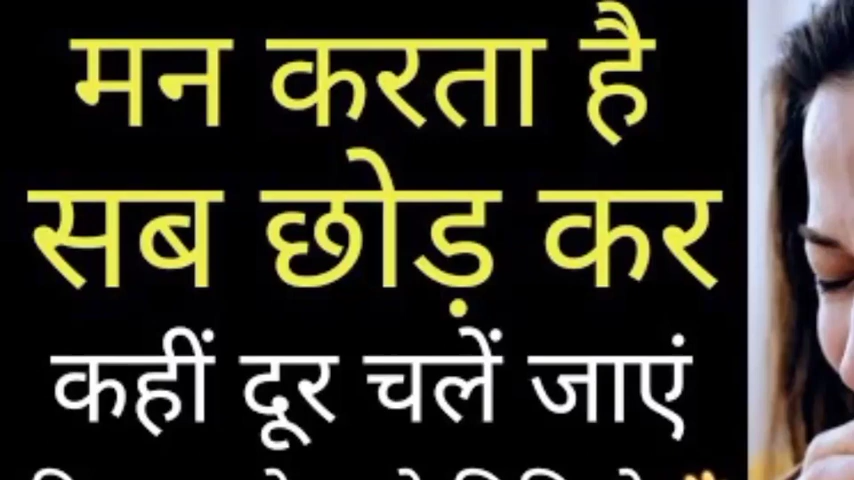 मन करता है
सब छोड़ कर
कहीं दूर चलें जाएं